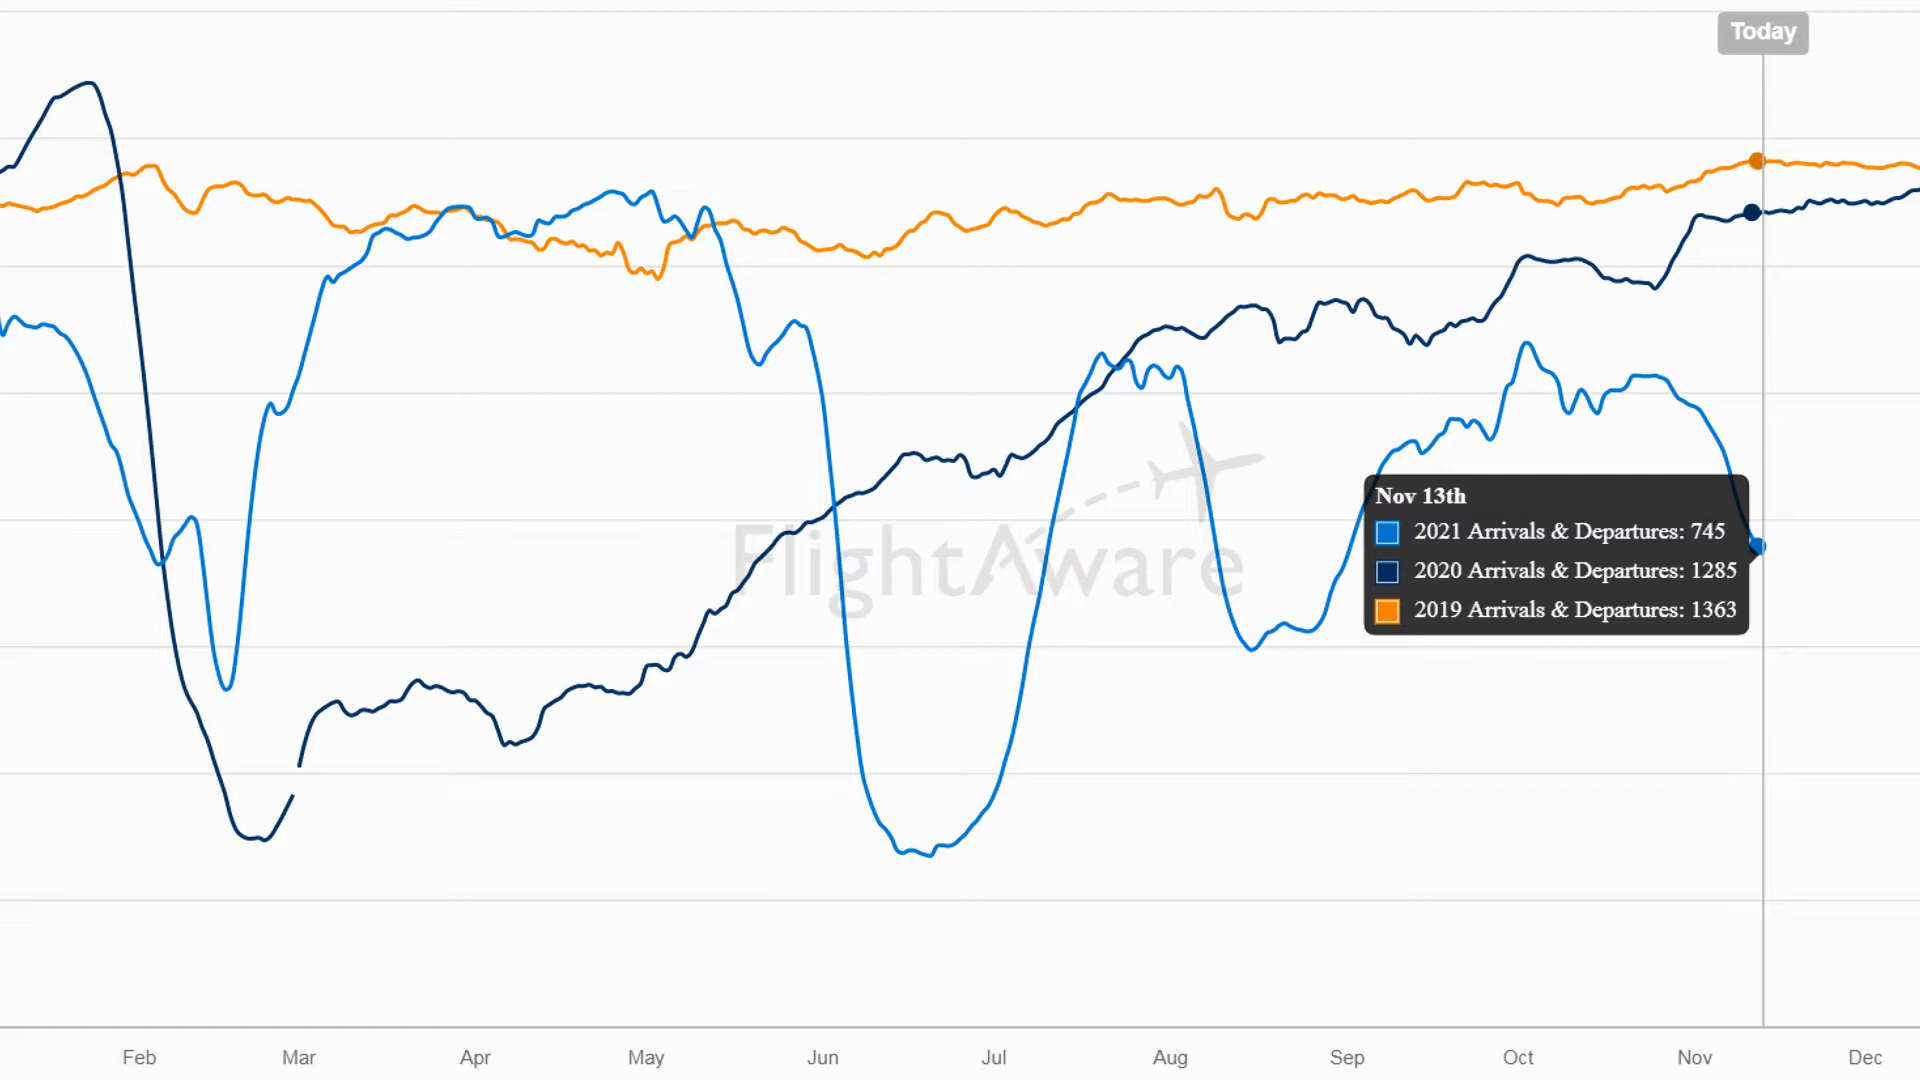 Today
FlightAware
Nov 13th
2021 Arrivals & Departures: 745
2020 Arrivals & Departures: 1285
2019 Arrivals & Departures: 1363
Feb Mar Apr May Jun Jul Aug Sep Oct Nov Dec